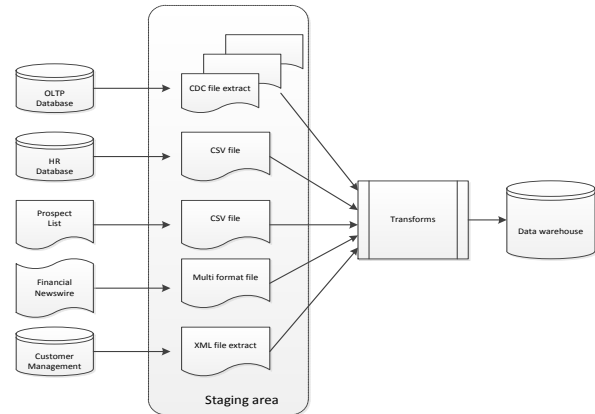 OLTP
Database
CDC file extract
HR
Database
CSV file
Prospect
List
CSV file
Transforms
Data warehouse
Financial
Newswire
Multi format file
Customer
Management
XML file extract
Staging area